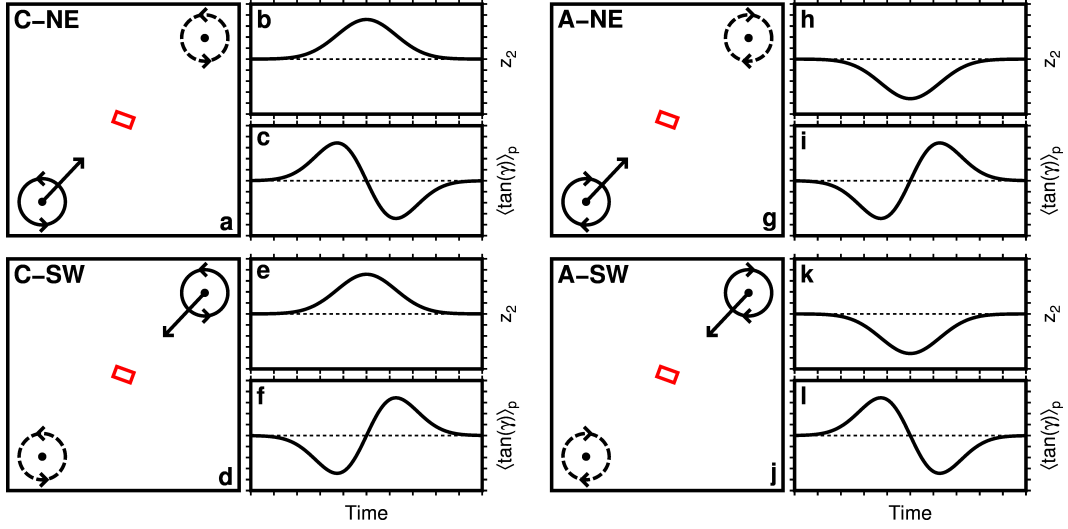 C−NE
a
b
z₂
c
⟨tan(γ)⟩ₚ
C−SW
d
e
z₂
f
⟨tan(γ)⟩ₚ
Time
A−NE
g
h
z₂
i
⟨tan(γ)⟩ₚ
A−SW
j
k
z₂
l
⟨tan(γ)⟩ₚ
Time